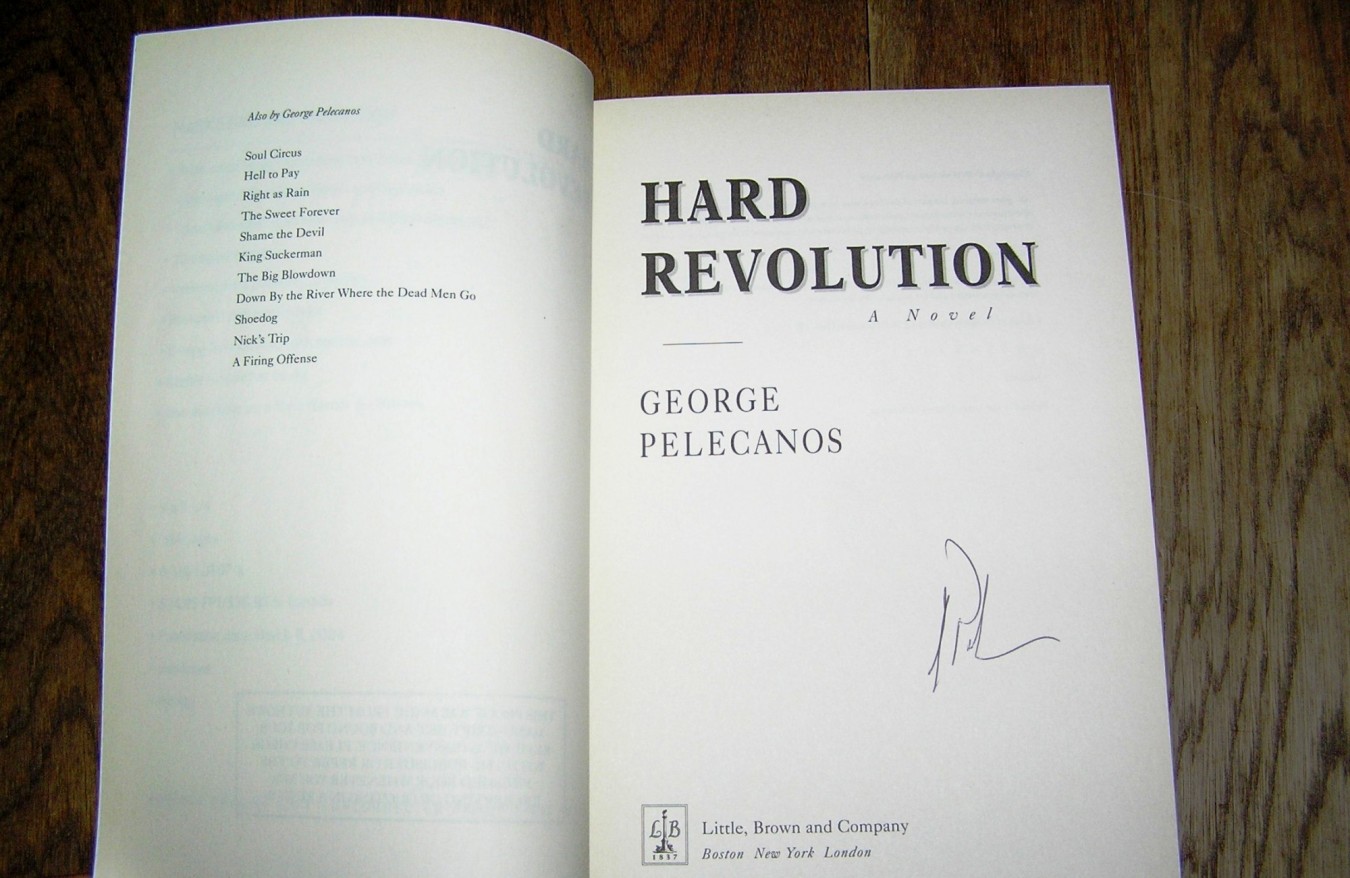 Also by George Pelecanos
Soul Circus
Hell to Pay
Right as Rain
The Sweet Forever
Shame the Devil
King Suckerman
The Big Blowdown
Down By the River Where the Dead Men Go
Shoedog
Nick's Trip
A Firing Offense
HARD
REVOLUTION
A Novel
GEORGE
PELECANOS
LB
1837
Little, Brown and Company
Boston New York London